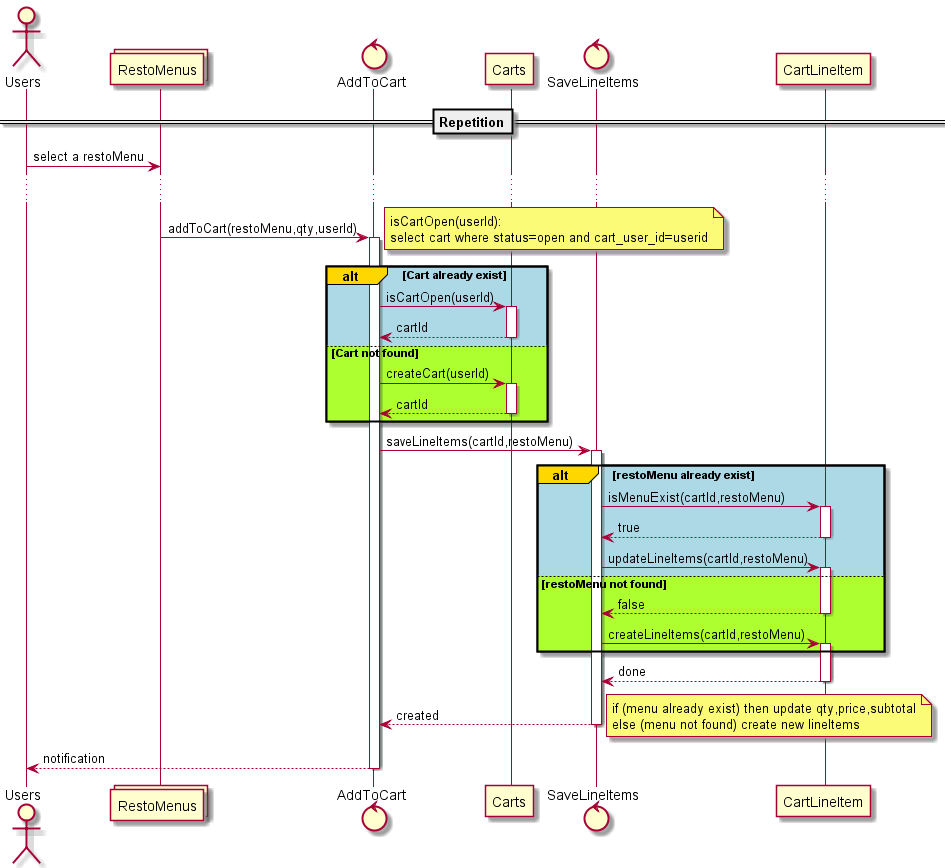 Users
RestoMenus
AddToCart
Carts
SaveLineItems
CartLineItem
Repetition
select a restoMenu
addToCart(restoMenu,qty,userId)
isCartOpen(userId):
select cart where status=open and cart_user_id=userid
alt
[Cart already exist]
isCartOpen(userId)
cartId
[Cart not found]
createCart(userId)
cartId
saveLineItems(cartId,restoMenu)
alt
[restoMenu already exist]
isMenuExist(cartId,restoMenu)
true
updateLineItems(cartId,restoMenu)
[restoMenu not found]
false
createLineItems(cartId,restoMenu)
done
if (menu already exist) then update qty,price,subtotal
else (menu not found) create new lineItems
created
notification
Users
RestoMenus
AddToCart
Carts
SaveLineItems
CartLineItem